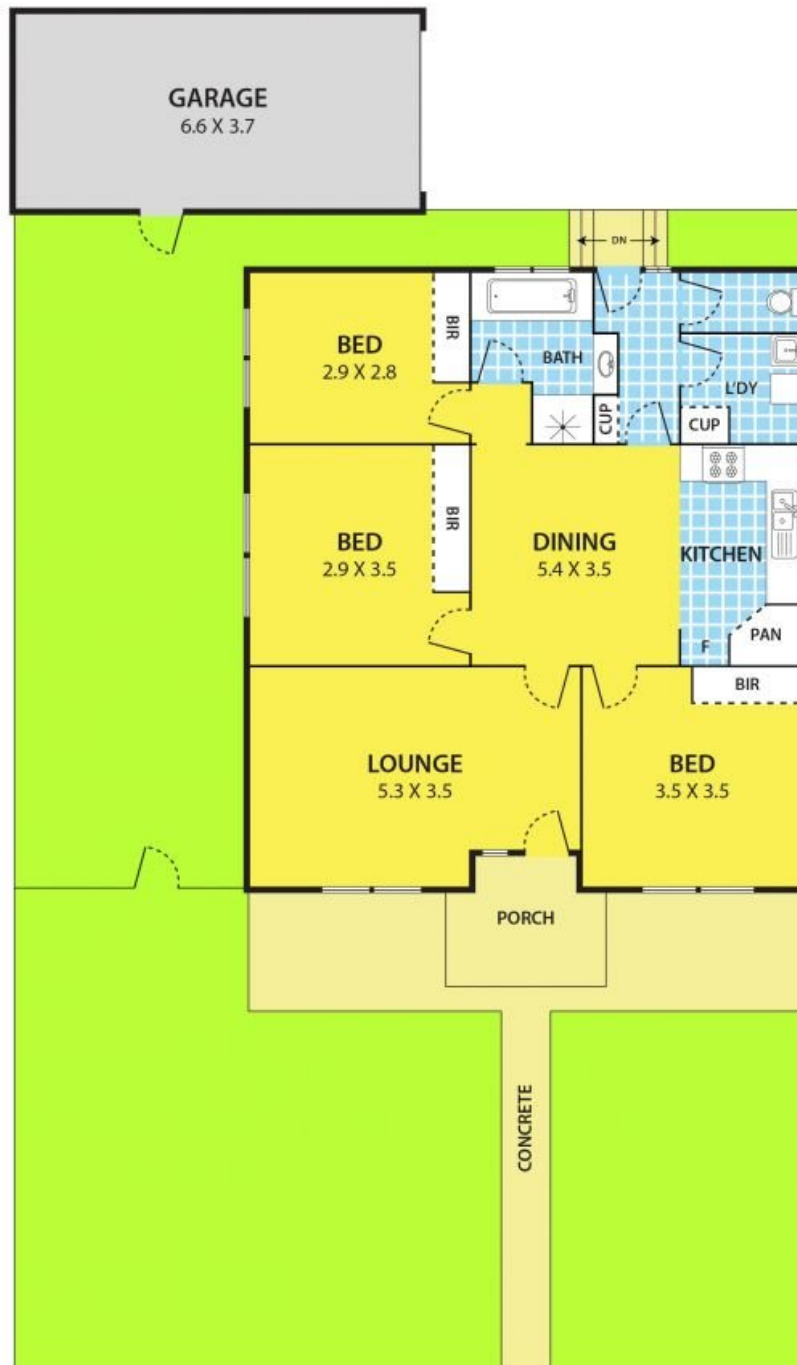 GARAGE
6.6 X 3.7
DN
BED
2.9 X 2.8
BIR
BATH
CUP
L'DY
CUP
BED
2.9 X 3.5
BIR
DINING
5.4 X 3.5
KITCHEN
F
PAN
BIR
LOUNGE
5.3 X 3.5
BED
3.5 X 3.5
PORCH
CONCRETE